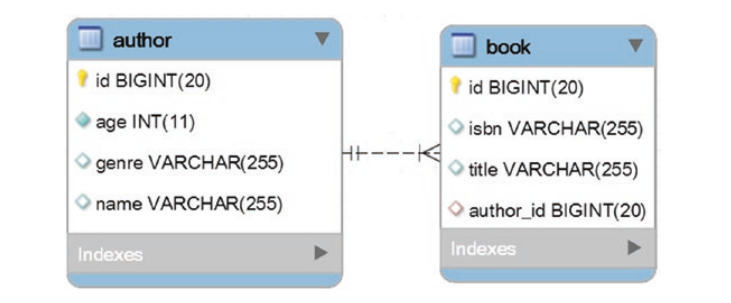 author
id BIGINT(20)
age INT(11)
genre VARCHAR(255)
name VARCHAR(255)
Indexes
book
id BIGINT(20)
isbn VARCHAR(255)
title VARCHAR(255)
author_id BIGINT(20)
Indexes